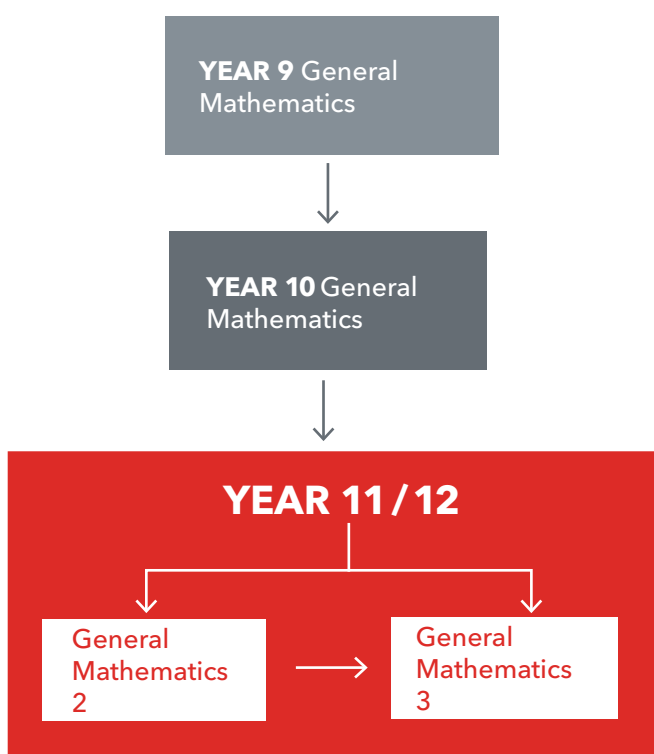 YEAR 9 General
Mathematics
YEAR 10 General
Mathematics
YEAR 11/12
General
Mathematics
2
General
Mathematics
3